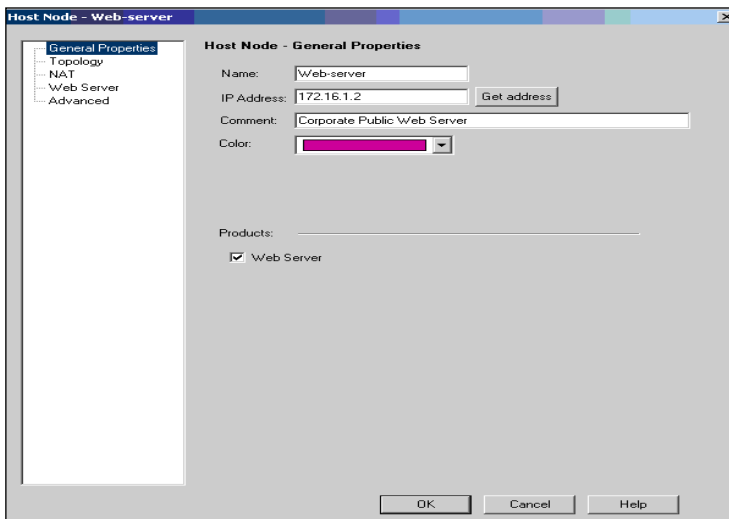 Host Node - Web-server
General Properties
Topology
NAT
Web Server
Advanced
Host Node - General Properties
Name: Web-server
IP Address: 172.16.1.2 Get address
Comment: Corporate Public Web Server
Color:
Products:
Web Server
OK Cancel Help